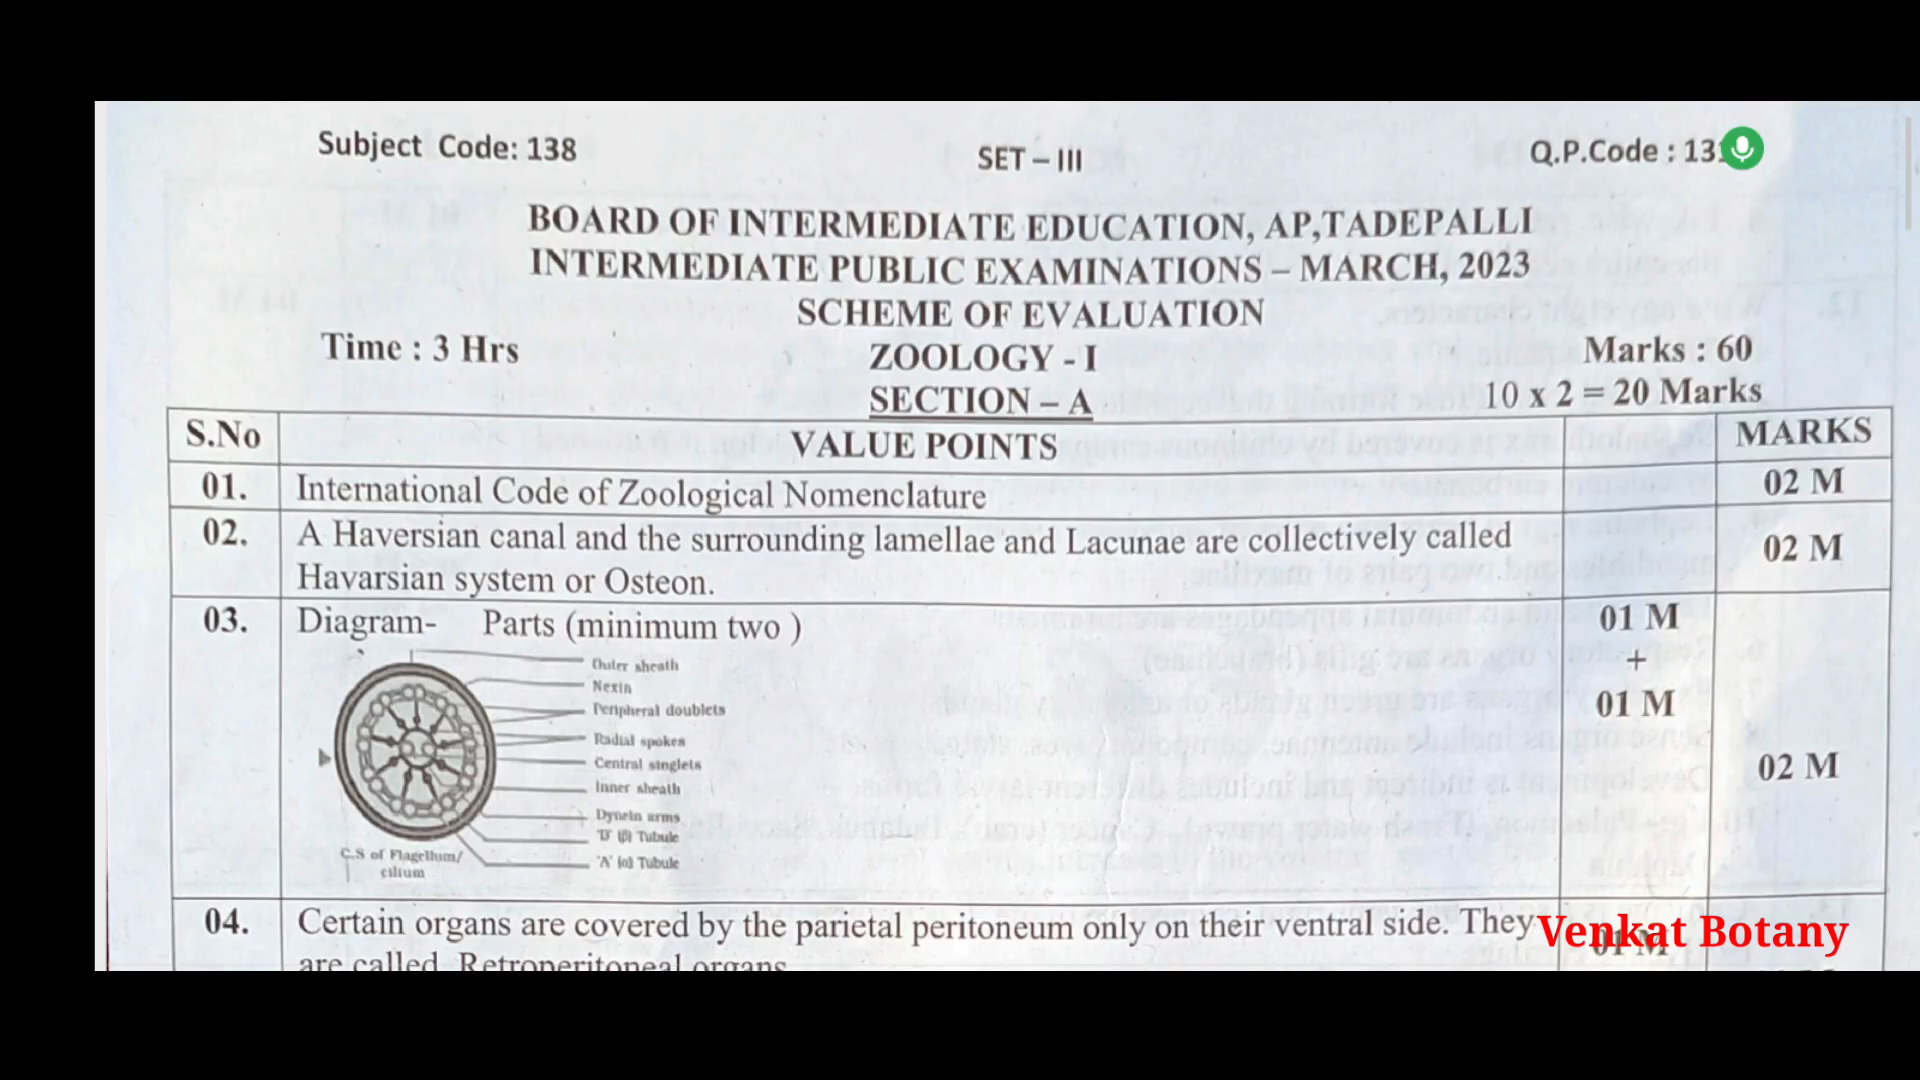 Subject Code: 138 SET – III Q.P.Code : 13
BOARD OF INTERMEDIATE EDUCATION, AP,TADEPALLI
INTERMEDIATE PUBLIC EXAMINATIONS – MARCH, 2023
SCHEME OF EVALUATION
Time : 3 Hrs ZOOLOGY - I Marks : 60
SECTION – A 10 x 2 = 20 Marks
S.No VALUE POINTS MARKS
01. International Code of Zoological Nomenclature 02 M
02. A Haversian canal and the surrounding lamellae and Lacunae are collectively called 02 M
Havarsian system or Osteon.
03. Diagram- Parts (minimum two ) 01 M
+
01 M
02 M
Outer sheath
Nexin
Peripheral doublets
Radial spokes
Central singlets
Inner sheath
Dynein arms
Tubule
'A' (α) Tubule
C.S of Flagellum/
cilium
04. Certain organs are covered by the parietal peritoneum only on their ventral side. They 01 M
are called Retroperitoneal organs
Venkat Botany